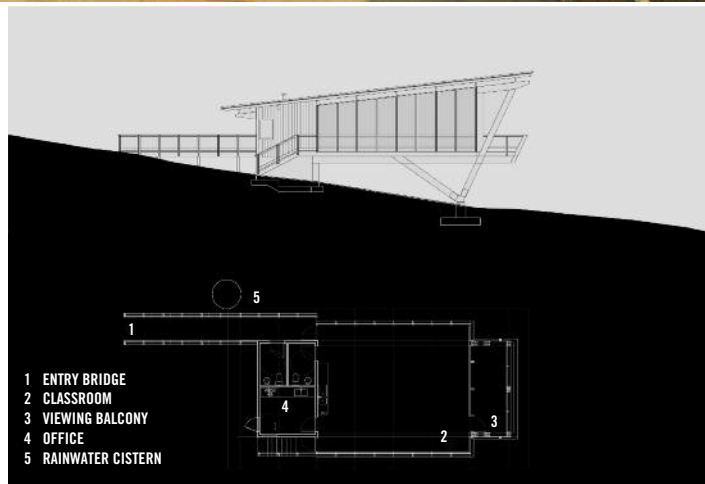 5
1
4
2
3
1 ENTRY BRIDGE
2 CLASSROOM
3 VIEWING BALCONY
4 OFFICE
5 RAINWATER CISTERN